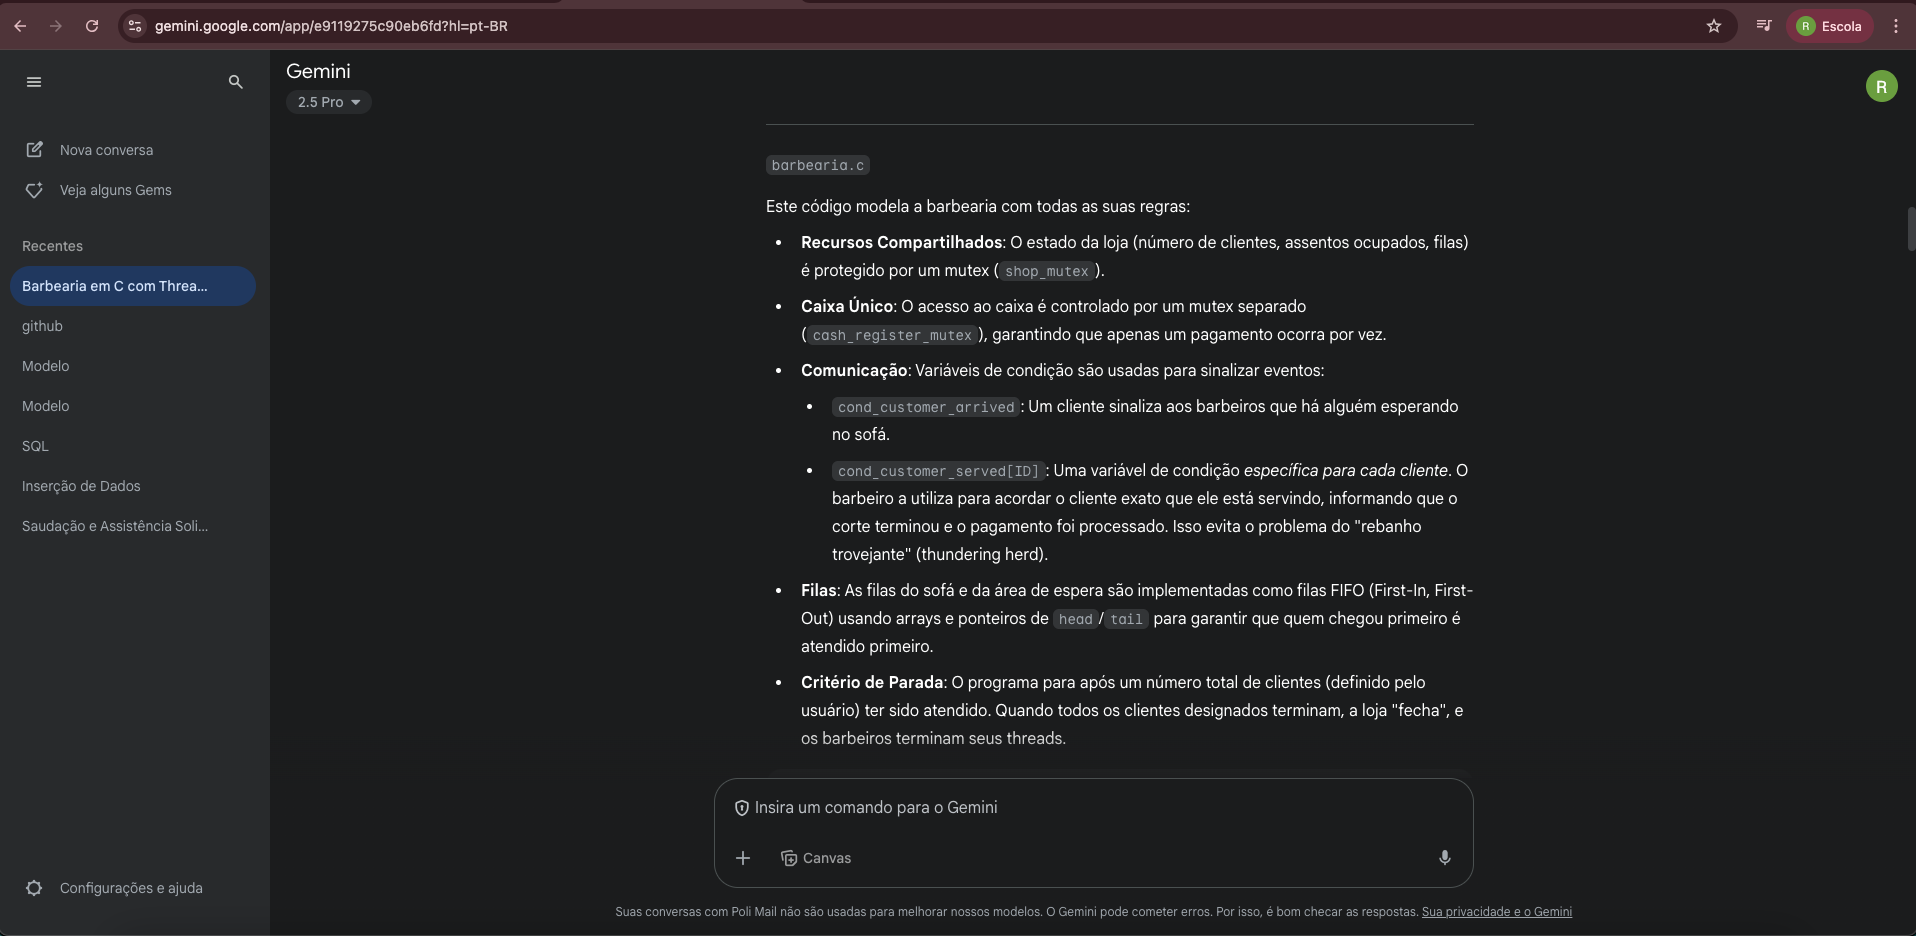 gemini.google.com/app/e9119275c90eb6fd?hl=pt-BR
R Escola
Gemini
2.5 Pro
R
Nova conversa
Veja alguns Gems
Recentes
Barbearia em C com Threa...
github
Modelo
Modelo
SQL
Inserção de Dados
Saudação e Assistência Soli...
Configurações e ajuda
barbearia.c
Este código modela a barbearia com todas as suas regras:
• Recursos Compartilhados: O estado da loja (número de clientes, assentos ocupados, filas)
é protegido por um mutex (shop_mutex).
• Caixa Único: O acesso ao caixa é controlado por um mutex separado
(cash_register_mutex), garantindo que apenas um pagamento ocorra por vez.
• Comunicação: Variáveis de condição são usadas para sinalizar eventos:
• cond_customer_arrived: Um cliente sinaliza aos barbeiros que há alguém esperando
no sofá.
• cond_customer_served[ID]: Uma variável de condição específica para cada cliente. O
barbeiro a utiliza para acordar o cliente exato que ele está servindo, informando que o
corte terminou e o pagamento foi processado. Isso evita o problema do "rebanho
trovejante" (thundering herd).
• Filas: As filas do sofá e da área de espera são implementadas como filas FIFO (First-In, First-
Out) usando arrays e ponteiros de head/tail para garantir que quem chegou primeiro é
atendido primeiro.
• Critério de Parada: O programa para após um número total de clientes (definido pelo
usuário) ter sido atendido. Quando todos os clientes designados terminam, a loja "fecha", e
os barbeiros terminam seus threads.
Insira um comando para o Gemini
Canvas
Suas conversas com Poli Mail não são usadas para melhorar nossos modelos. O Gemini pode cometer erros. Por isso, é bom checar as respostas. Sua privacidade e o Gemini